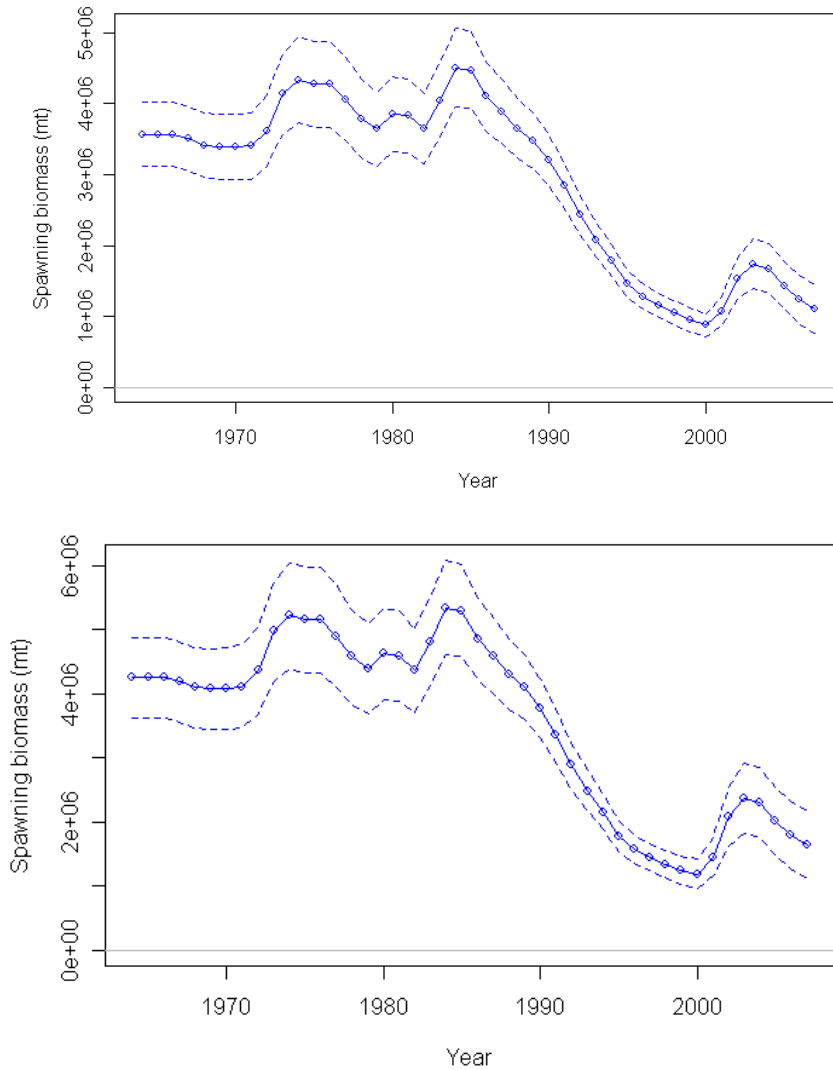 Spawning biomass (mt)
5e+06
4e+06
3e+06
2e+06
1e+06
0e+00
1970 1980 1990 2000
Year
Spawning biomass (mt)
6e+06
4e+06
2e+06
0e+00
1970 1980 1990 2000
Year